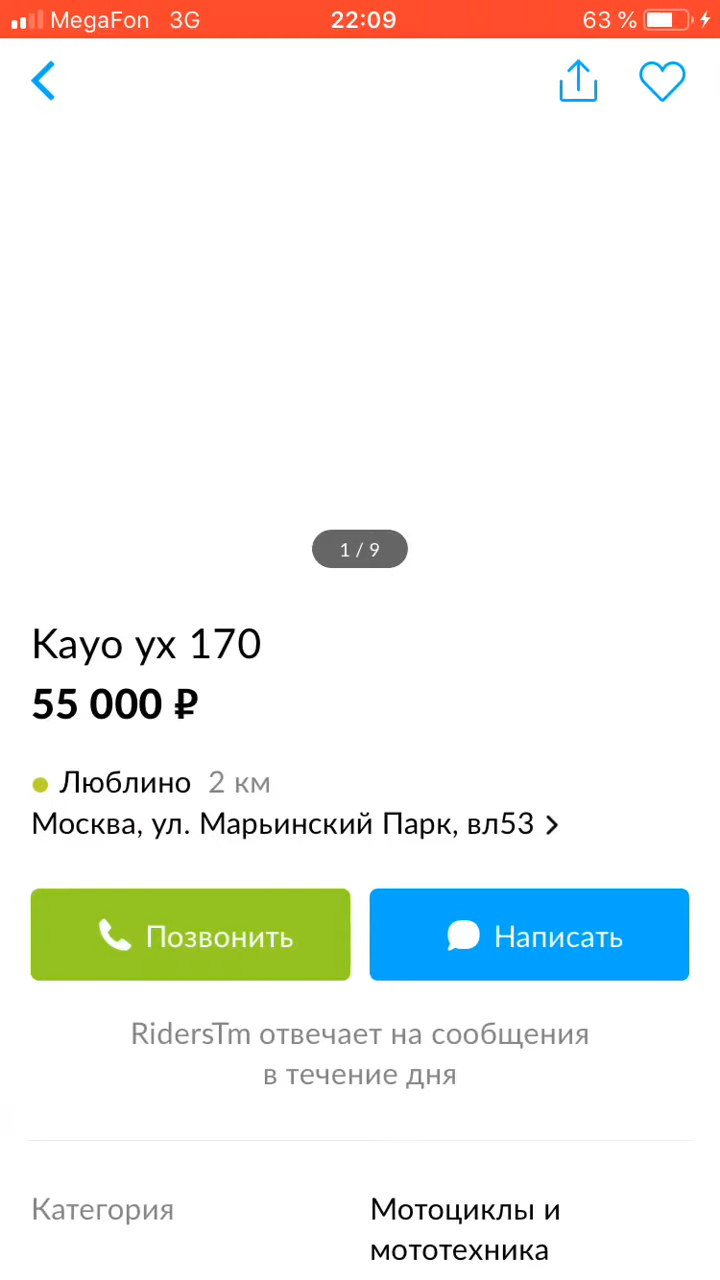 MegaFon 3G 22:09 63 %
1 / 9
Kayo yx 170
55 000 ₽
Люблино 2 км
Москва, ул. Марьинский Парк, вл53
Позвонить Написать
RidersTm отвечает на сообщения
в течение дня
Категория Мотоциклы и
мототехника